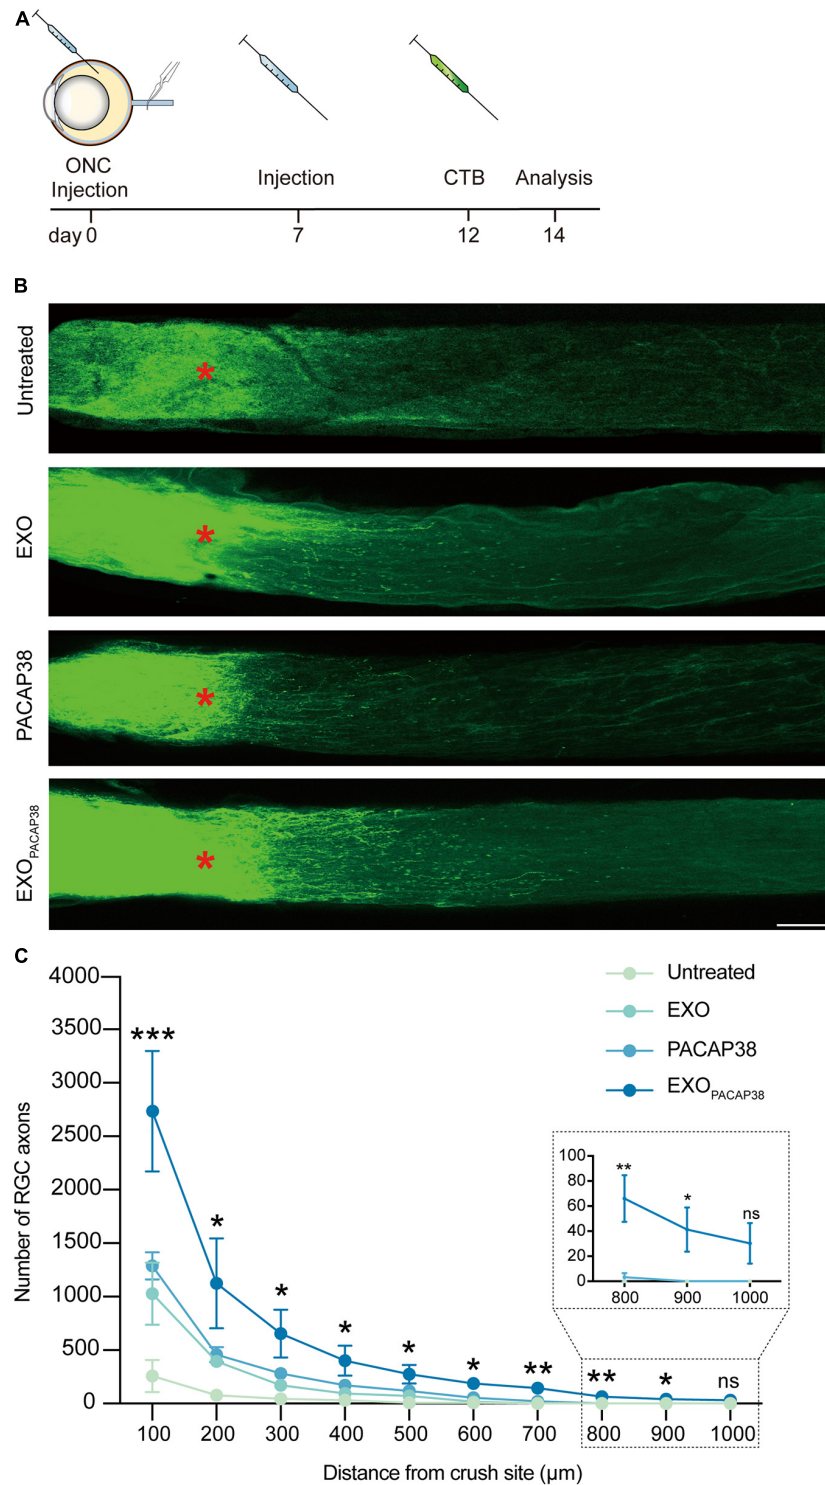 A
ONC
Injection
Injection
CTB
Analysis
day 0
7
12
14
B
Untreated
*
EXO
*
PACAP38
*
EXOPACAP38
*
C
4000
3500
3000
2500
2000
1500
1000
500
0
Number of RGC axons
***
*
*
*
*
*
**
**
*
ns
Untreated
EXO
PACAP38
EXOPACAP38
100
80
60
40
20
0
**
*
ns
800
900
1000
100
200
300
400
500
600
700
800
900
1000
Distance from crush site (µm)